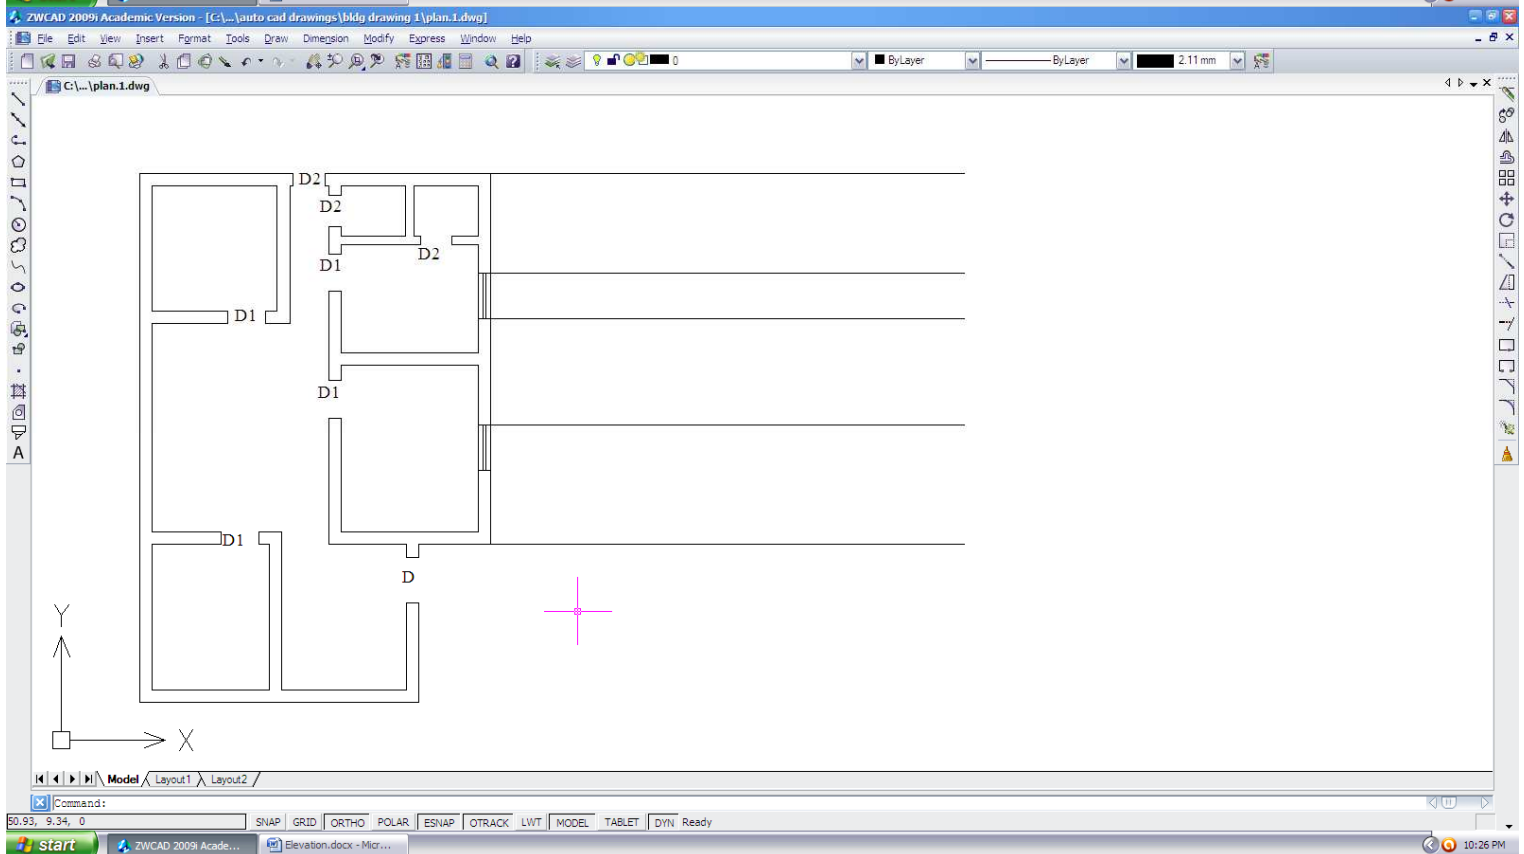 ZWCAD 2009i Academic Version - [C:\...\auto cad drawings\bldg drawing 1\plan.1.dwg]
File Edit View Insert Format Tools Draw Dimension Modify Express Window Help
0 ByLayer ByLayer 2.11 mm
C:\...\plan.1.dwg
D2
D2
D2
D1
D1
D1
D1
D
Y
X
A
Model Layout1 Layout2
Command:
50.93, 9.34, 0 SNAP GRID ORTHO POLAR ESNAP OTRACK LWT MODEL TABLET DYN Ready
start ZWCAD 2009i Acade... Elevation.docx - Micr... 10:26 PM